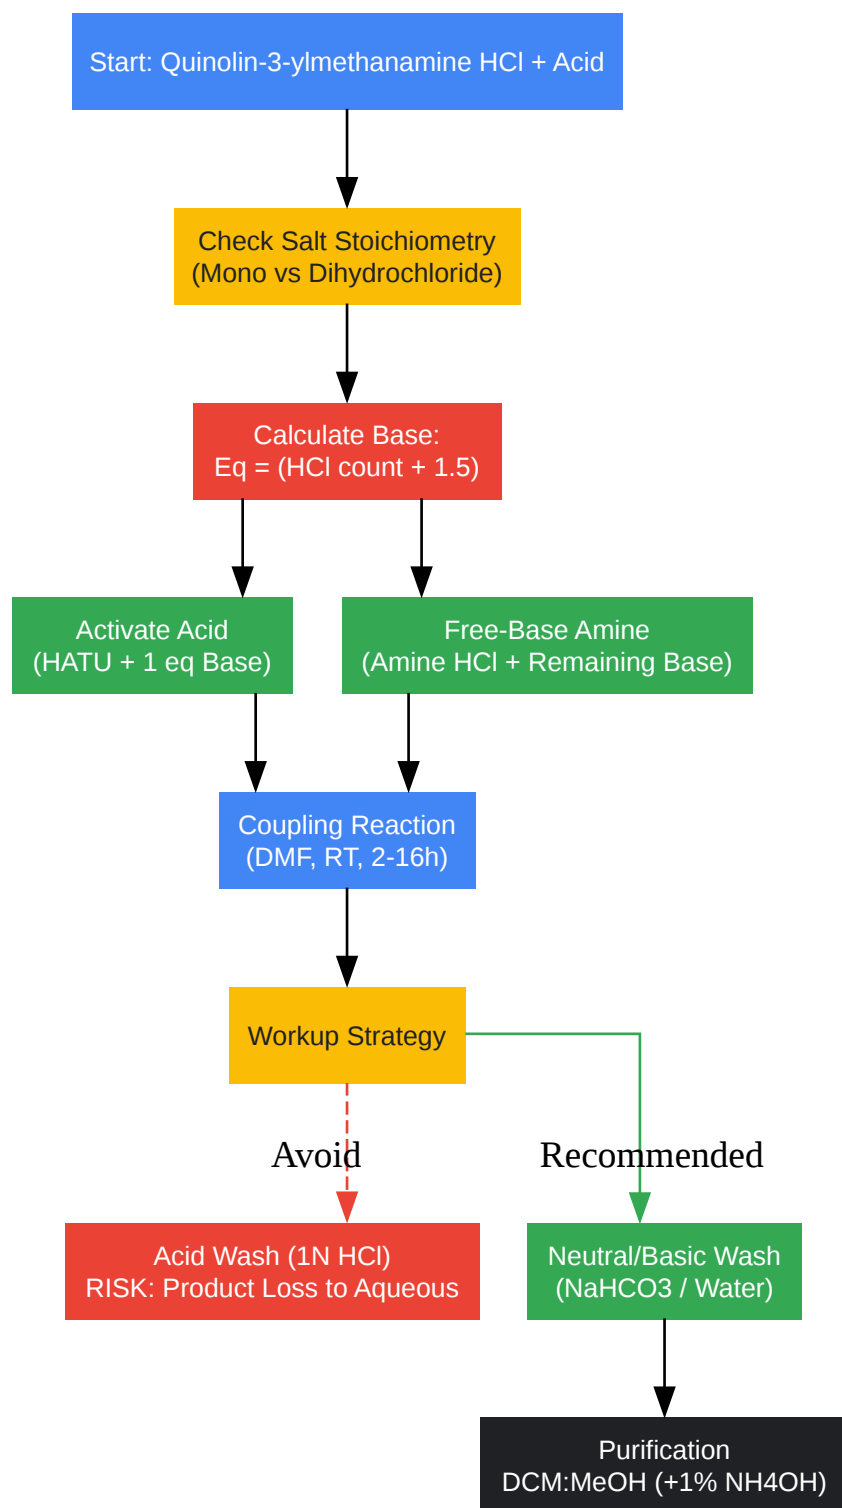 Start: Quinolin-3-ylmethanamine HCl + Acid
Check Salt Stoichiometry
(Mono vs Dihydrochloride)
Calculate Base:
Eq = (HCl count + 1.5)
Activate Acid
(HATU + 1 eq Base)
Free-Base Amine
(Amine HCl + Remaining Base)
Coupling Reaction
(DMF, RT, 2-16h)
Workup Strategy
Avoid
Recommended
Acid Wash (1N HCl)
RISK: Product Loss to Aqueous
Neutral/Basic Wash
(NaHCO3 / Water)
Purification
DCM:MeOH (+1% NH4OH)